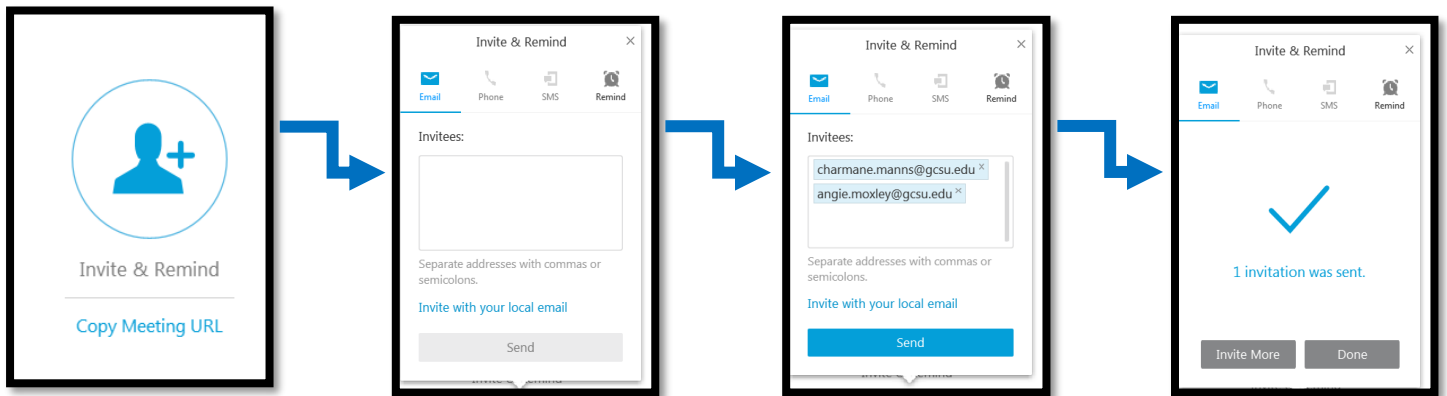 Invite & Remind
Copy Meeting URL
Invite & Remind ×
Email Phone SMS Remind
Invitees:
Separate addresses with commas or
semicolons.
Invite with your local email
Send
Invite & Remind ×
Email Phone SMS Remind
Invitees:
charmane.manns@gcsu.edu ×
angie.moxley@gcsu.edu ×
Separate addresses with commas or
semicolons.
Invite with your local email
Send
Invite & Remind ×
Email Phone SMS Remind
1 invitation was sent.
Invite More Done